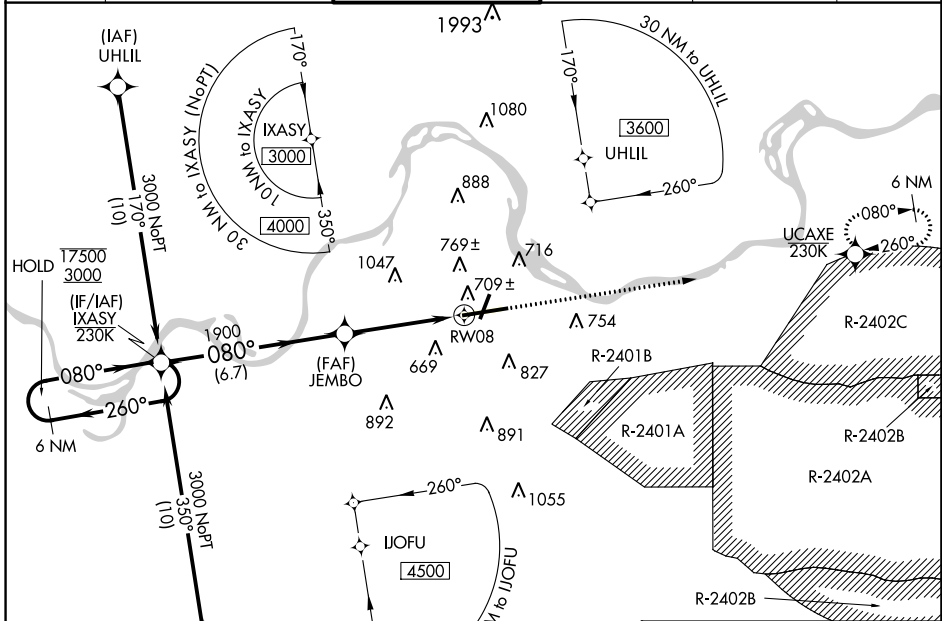 1993
(IAF)
UHLIL
30 NM to IXASY (NoPT)
10NM to IXASY
170°
IXASY
3000
4000
350°
30 NM to UHLIL
170°
3600
UHLIL
260°
1080
888
769±
716
1047
709±
3000 NoPT
170°
(10)
HOLD
17500
3000
(IF/IAF)
IXASY
230K
1900
080°
(6.7)
080°
260°
6 NM
(FAF)
JEMBO
RW08
754
669
827
892
891
1055
6 NM
080°
260°
UCAXE
230K
R-2402C
R-2401B
R-2401A
R-2402B
R-2402A
R-2402B
3000 NoPT
350°
(10)
260°
IJOFU
4500
M to IJOFU